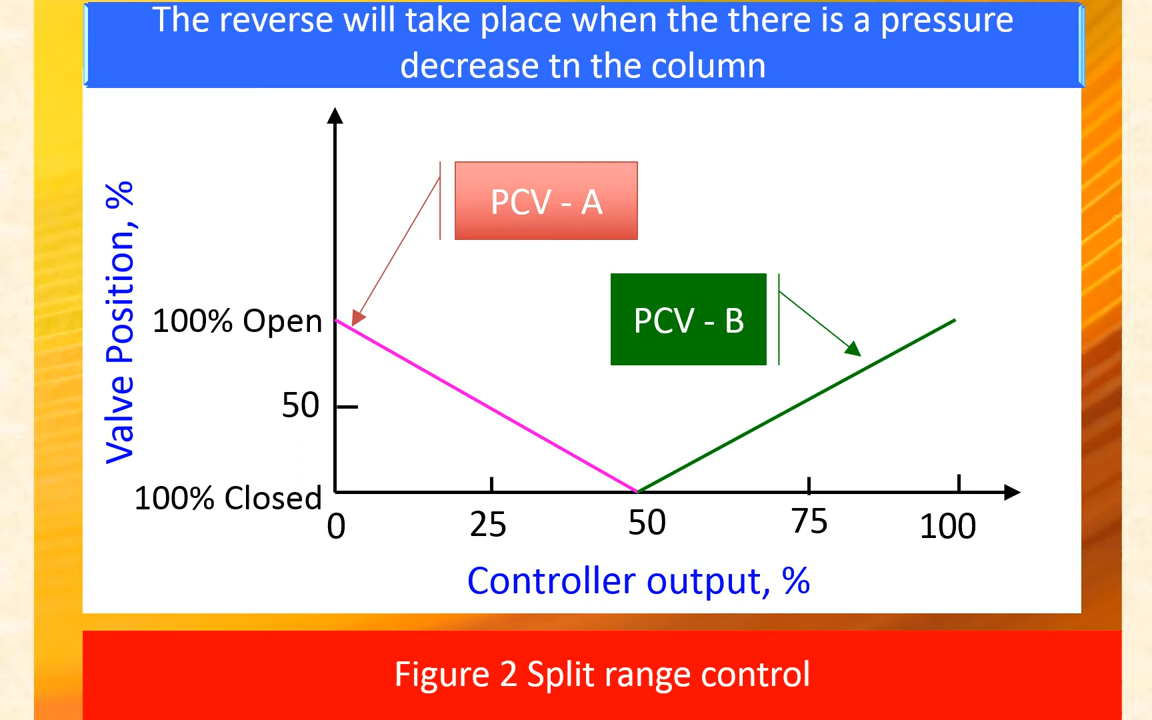 The reverse will take place when the there is a pressure
decrease tn the column
PCV - A
PCV - B
Valve Position, %
100% Open
50
100% Closed
0
25
50
75
100
Controller output, %
Figure 2 Split range control